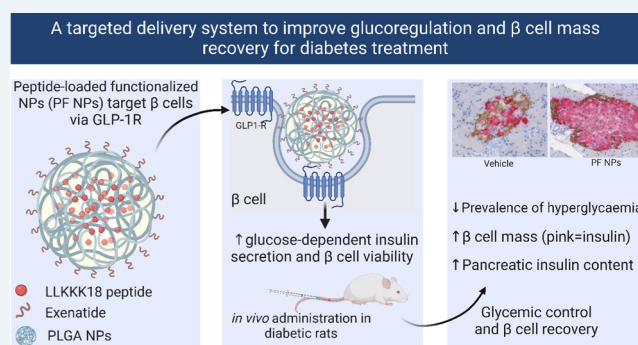 A targeted delivery system to improve glucoregulation and β cell mass
recovery for diabetes treatment
Peptide-loaded functionalized
NPs (PF NPs) target β cells
via GLP-1R
LLKKK18 peptide
Exenatide
PLGA NPs
GLP1-R
β cell
↑glucose-dependent insulin
secretion and β cell viability
in vivo administration in
diabetic rats
Vehicle
PF NPs
↓Prevalence of hyperglycaemia
↑β cell mass (pink=insulin)
↑Pancreatic insulin content
Glycemic control
and β cell recovery